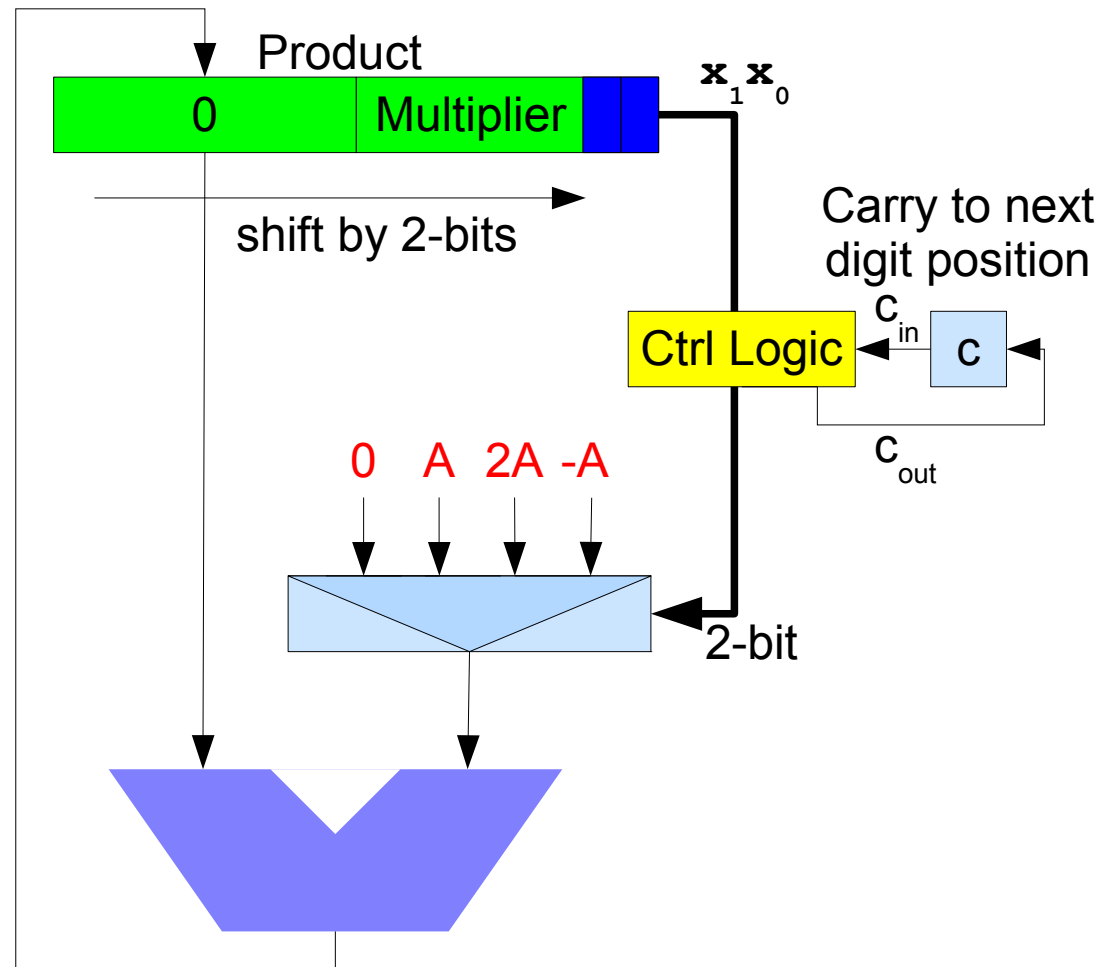 Product
0
Multiplier
x₁x₀
shift by 2-bits
Carry to next
digit position
Ctrl Logic
cᵢₙ
c
cₒᵤₜ
0 A 2A -A
2-bit